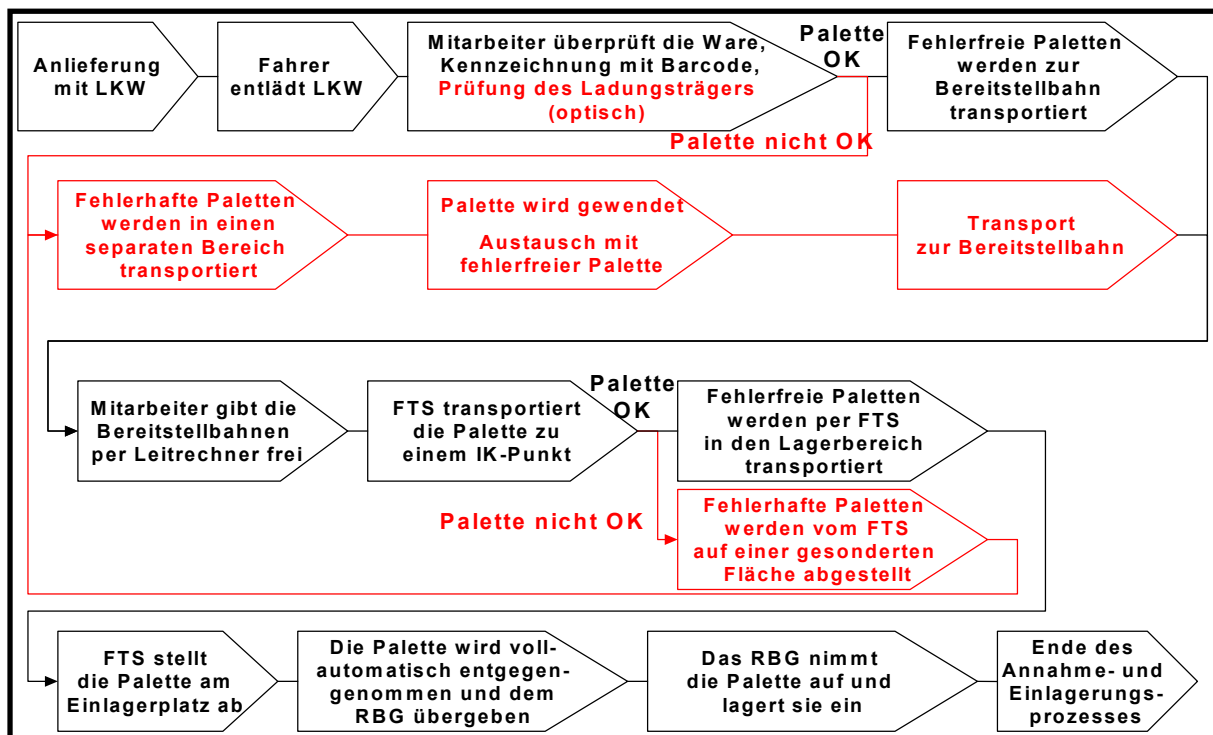 Anlieferung
mit LKW
Fahrer
entlädt LKW
Mitarbeiter überprüft die Ware,
Kennzeichnung mit Barcode,
Prüfung des Ladungsträgers
(optisch)
Palette
OK
Fehlerfreie Paletten
werden zur
Bereitstellbahn
transportiert
Palette nicht OK
Fehlerhafte Paletten
werden in einen
separaten Bereich
transportiert
Palette wird gewendet
Austausch mit
fehlerfreier Palette
Transport
zur Bereitstellbahn
Mitarbeiter gibt die
Bereitstellbahnen
per Leitrechner frei
FTS transportiert
die Palette zu
einem IK-Punkt
Palette
OK
Fehlerfreie Paletten
werden per FTS
in den Lagerbereich
transportiert
Palette nicht OK
Fehlerhafte Paletten
werden vom FTS
auf einer gesonderten
Fläche abgestellt
FTS stellt
die Palette am
Einlagerplatz ab
Die Palette wird voll-
automatisch entgegen-
genommen und dem
RBG übergeben
Das RBG nimmt
die Palette auf und
lagert sie ein
Ende des
Annahme- und
Einlagerungs-
prozesses